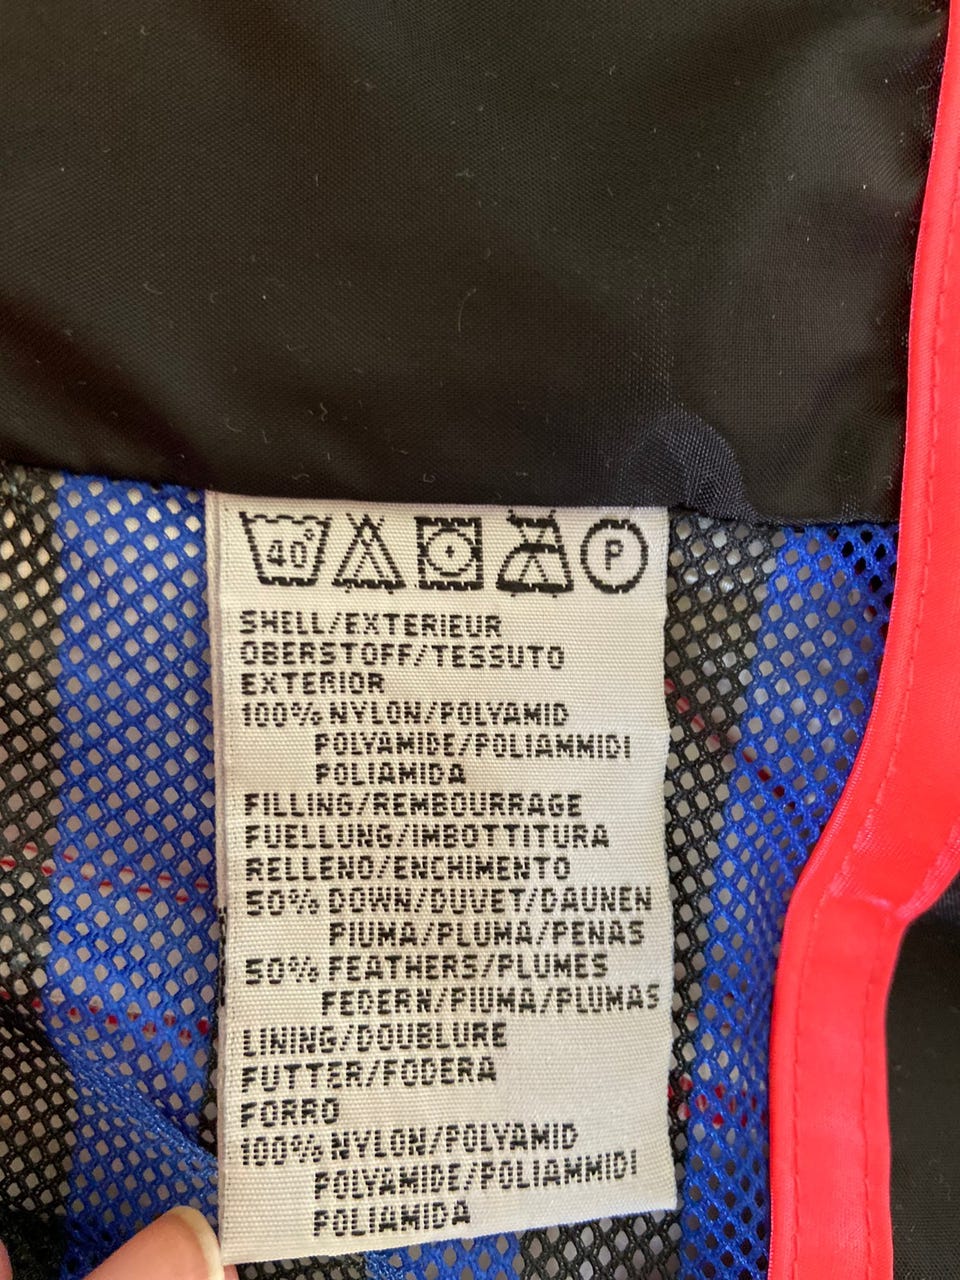 40°
P
SHELL/EXTERIEUR
OBERSTOFF/TESSUTO
EXTERIOR
100% NYLON/POLYAMID
POLYAMIDE/POLIAMMIDI
POLIAMIDA
FILLING/REMBOURRAGE
FUELLUNG/IMBOTTITURA
RELLENO/ENCHIMENTO
50% DOWN/DUVET/DAUNEN
PIUMA/PLUMA/PENAS
50% FEATHERS/PLUMES
FEDERN/PIUMA/PLUMAS
LINING/DOUBLURE
FUTTER/FODERA
FORRO
100% NYLON/POLYAMID
POLYAMIDE/POLIAMMIDI
POLIAMIDA